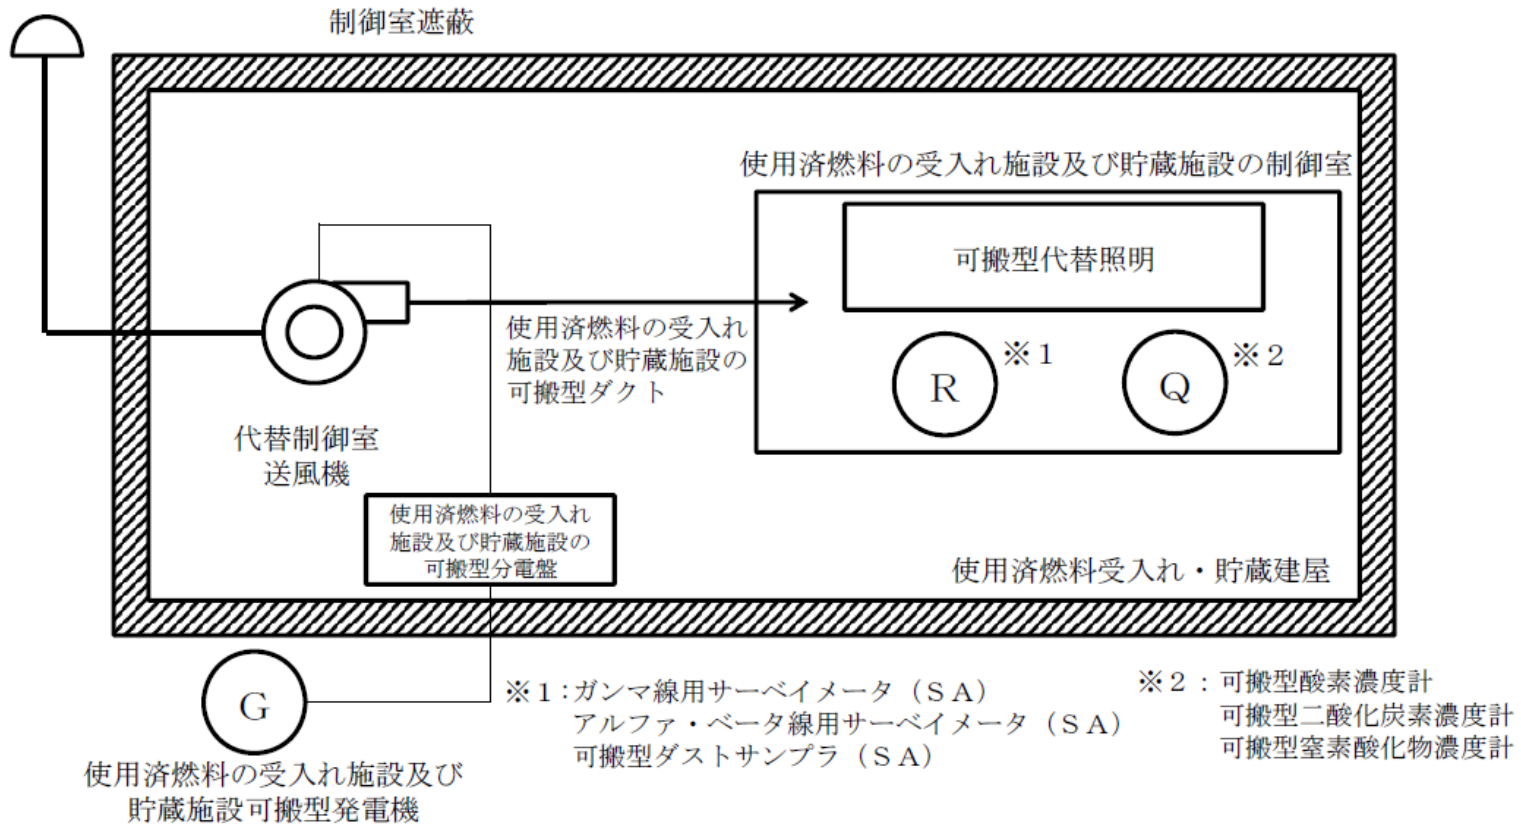 制御室遮蔽
使用済燃料の受入れ施設及び貯蔵施設の制御室
可搬型代替照明
使用済燃料の受入れ
施設及び貯蔵施設の
可搬型ダクト
R
※1
Q
※2
代替制御室
送風機
使用済燃料の受入れ
施設及び貯蔵施設の
可搬型分電盤
使用済燃料受入れ・貯蔵建屋
G
使用済燃料の受入れ施設及び
貯蔵施設可搬型発電機
※1:ガンマ線用サーベイメータ(SA)
アルファ・ベータ線用サーベイメータ(SA)
可搬型ダストサンプラ(SA)
※2:可搬型酸素濃度計
可搬型二酸化炭素濃度計
可搬型窒素酸化物濃度計